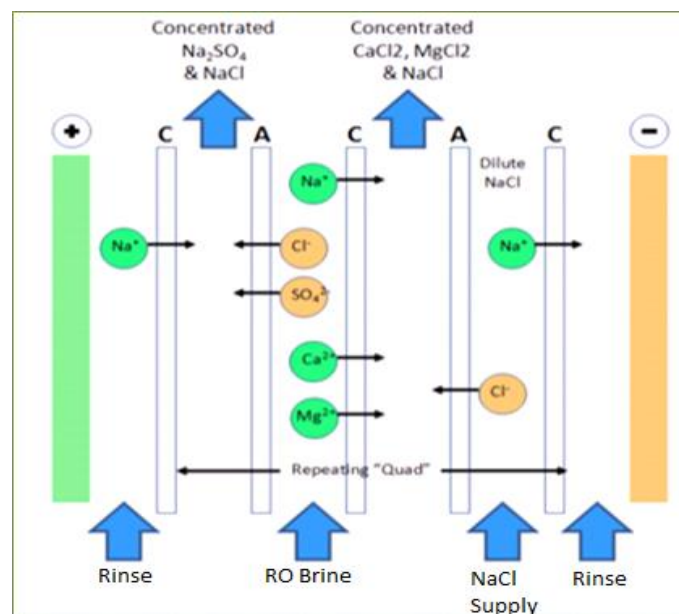 Concentrated
Na₂SO₄
& NaCl
Concentrated
CaCl2, MgCl2
& NaCl
+
C
A
C
A
C
−
Dilute
NaCl
Na⁺
Na⁺
Cl⁻
Na⁺
SO₄²⁻
Ca²⁺
Cl⁻
Mg²⁺
Repeating "Quad"
Rinse
RO Brine
NaCl
Supply
Rinse